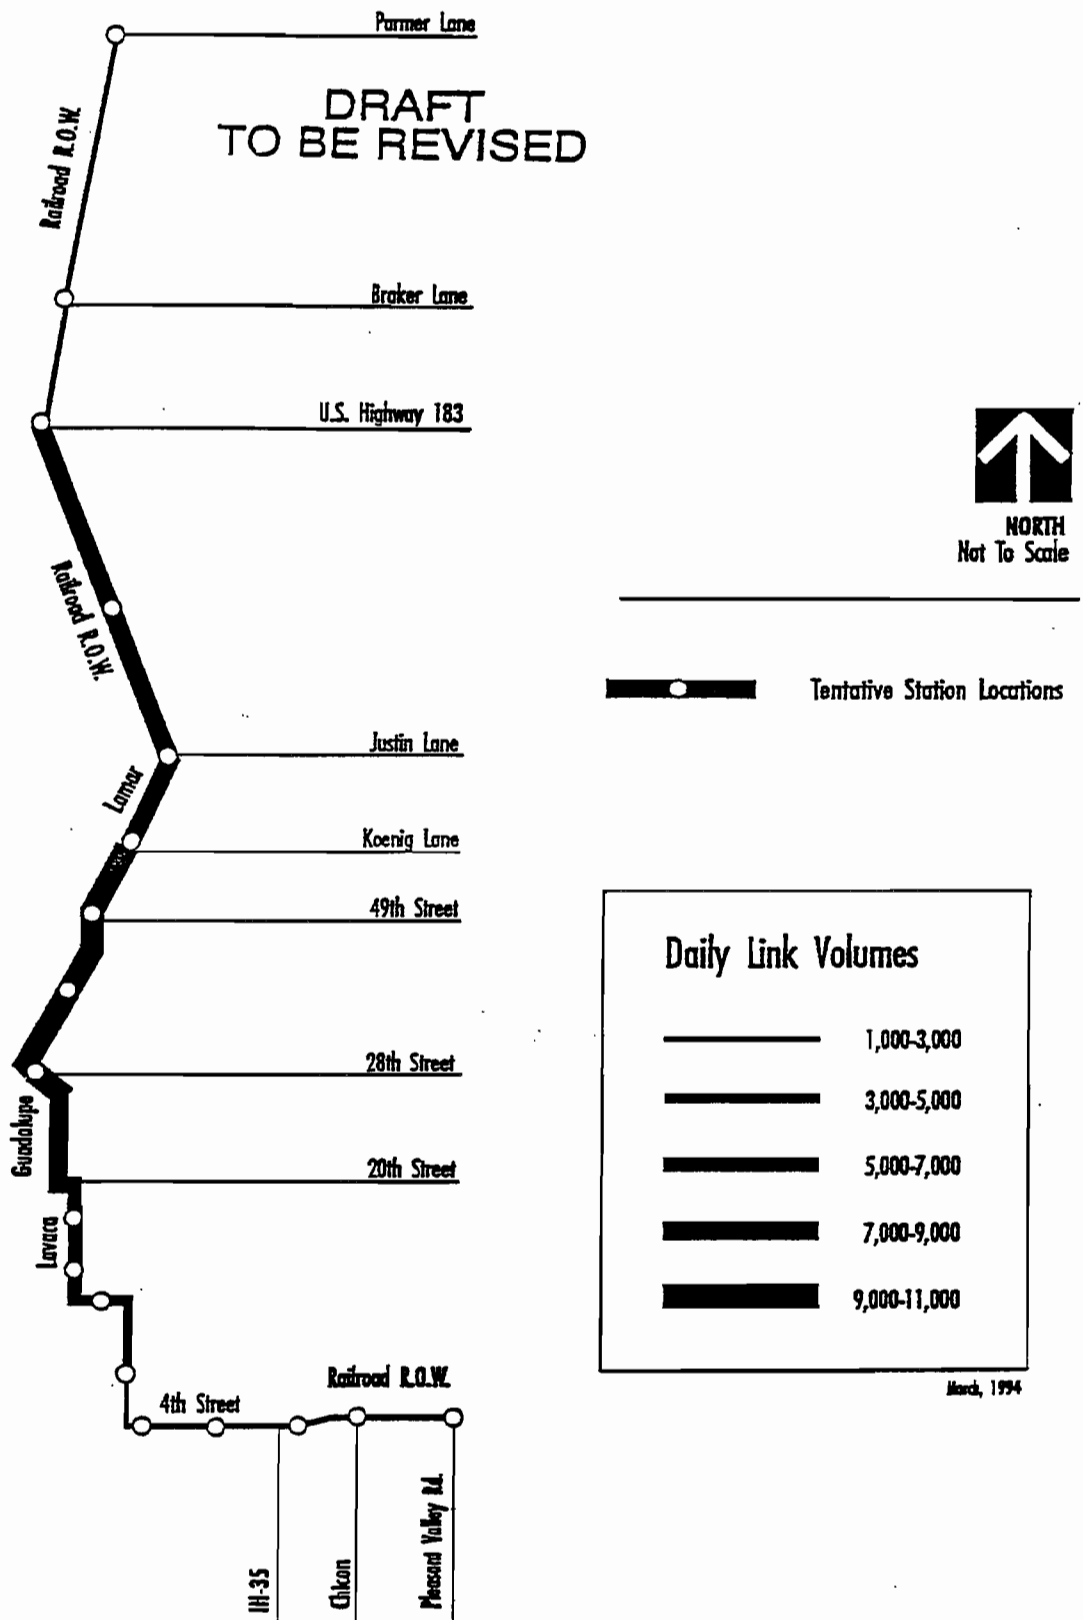 Parmer Lane
DRAFT
TO BE REVISED
Railroad R.O.W.
Braker Lane
U.S. Highway 183
NORTH
Not To Scale
Railroad R.O.W.
Tentative Station Locations
Justin Lane
Lamar
Koenig Lane
49th Street
Daily Link Volumes
1,000-3,000
3,000-5,000
5,000-7,000
7,000-9,000
9,000-11,000
28th Street
Guadalupe
20th Street
Lavaca
Railroad R.O.W.
4th Street
March, 1994
IH-35
Chicon
Pleasant Valley Rd.